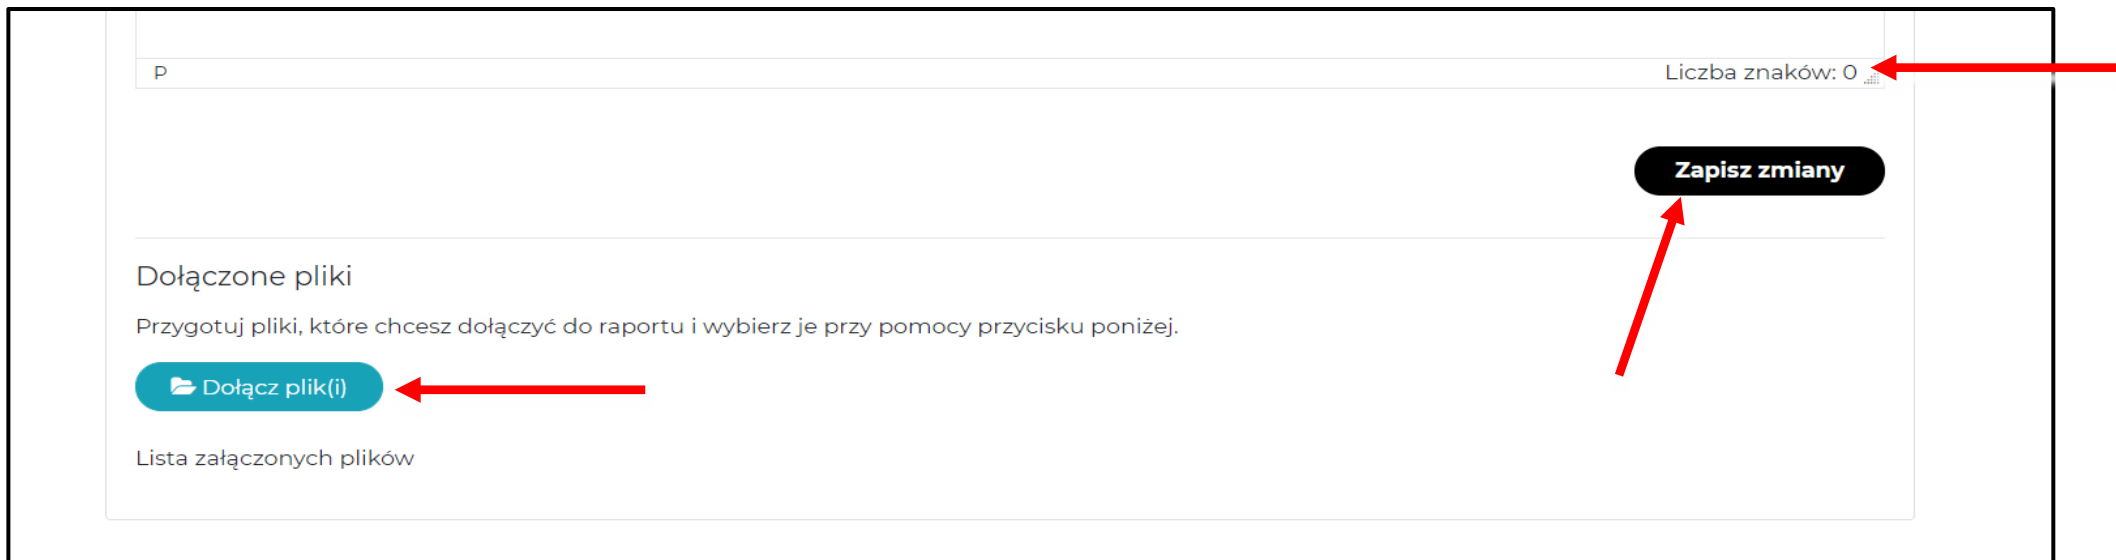 P
Liczba znaków: 0
Zapisz zmiany
Dołączone pliki
Przygotuj pliki, które chcesz dołączyć do raportu i wybierz je przy pomocy przycisku poniżej.
Dołącz plik(i)
Lista załączonych plików